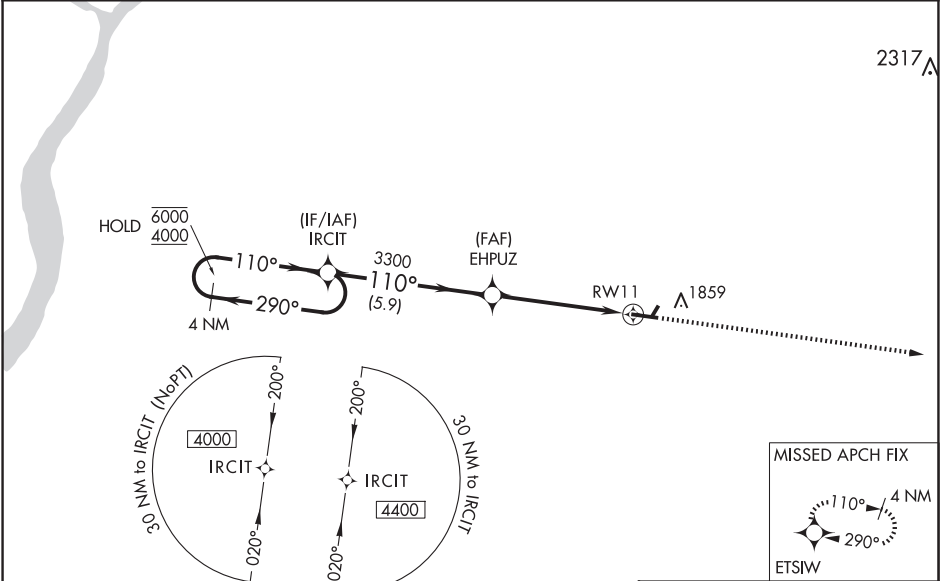 2317
HOLD 6000
4000
(IF/IAF)
IRCIT
110°
290°
4 NM
3300
110°
(5.9)
(FAF)
EHPUZ
RW11
1859
30 NM to IRCIT (NoPT)
200°
4000
IRCIT
020°
200°
30 NM to IRCIT
IRCIT
4400
020°
MISSED APCH FIX
110°
4 NM
290°
ETSIW